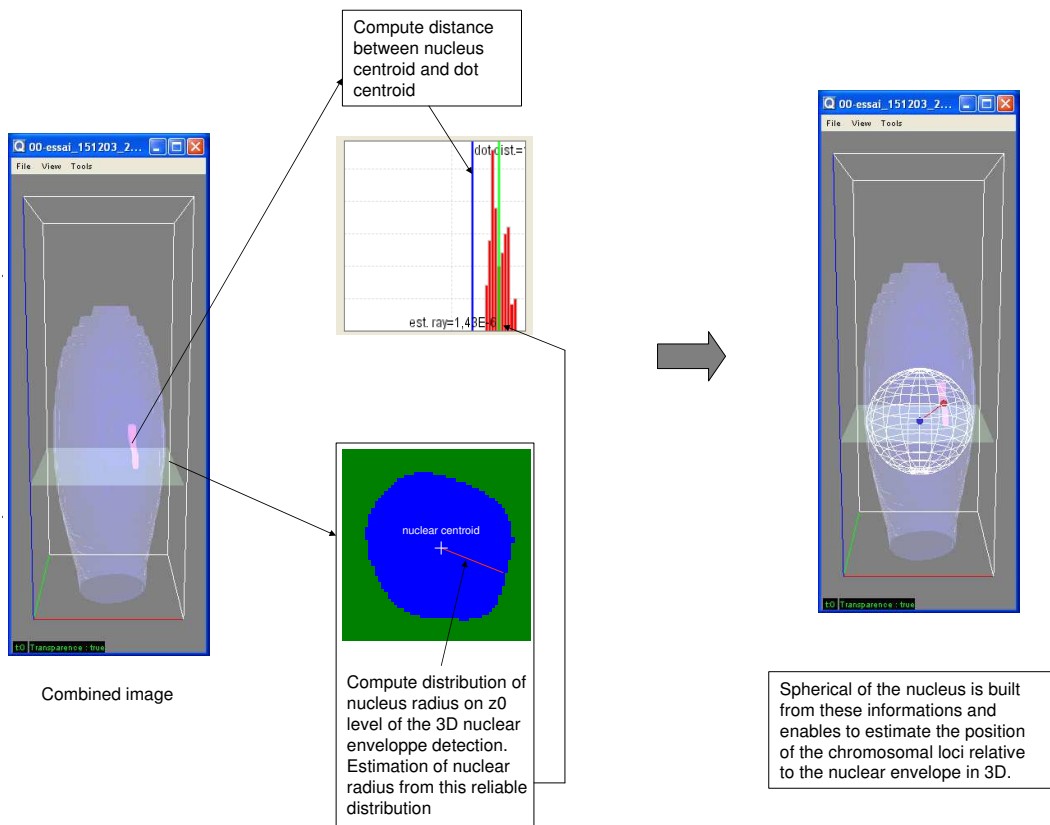 Compute distance
between nucleus
centroid and dot
centroid
00-essai_151203_2...
File View Tools
dot dist.=1
est. ray=1,43E-6
t:0 Transparence : true
Combined image
nuclear centroid
Compute distribution of
nucleus radius on z0
level of the 3D nuclear
enveloppe detection.
Estimation of nuclear
radius from this reliable
distribution
00-essai_151203_2...
File View Tools
t:0 Transparence : true
Spherical of the nucleus is built
from these informations and
enables to estimate the position
of the chromosomal loci relative
to the nuclear envelope in 3D.